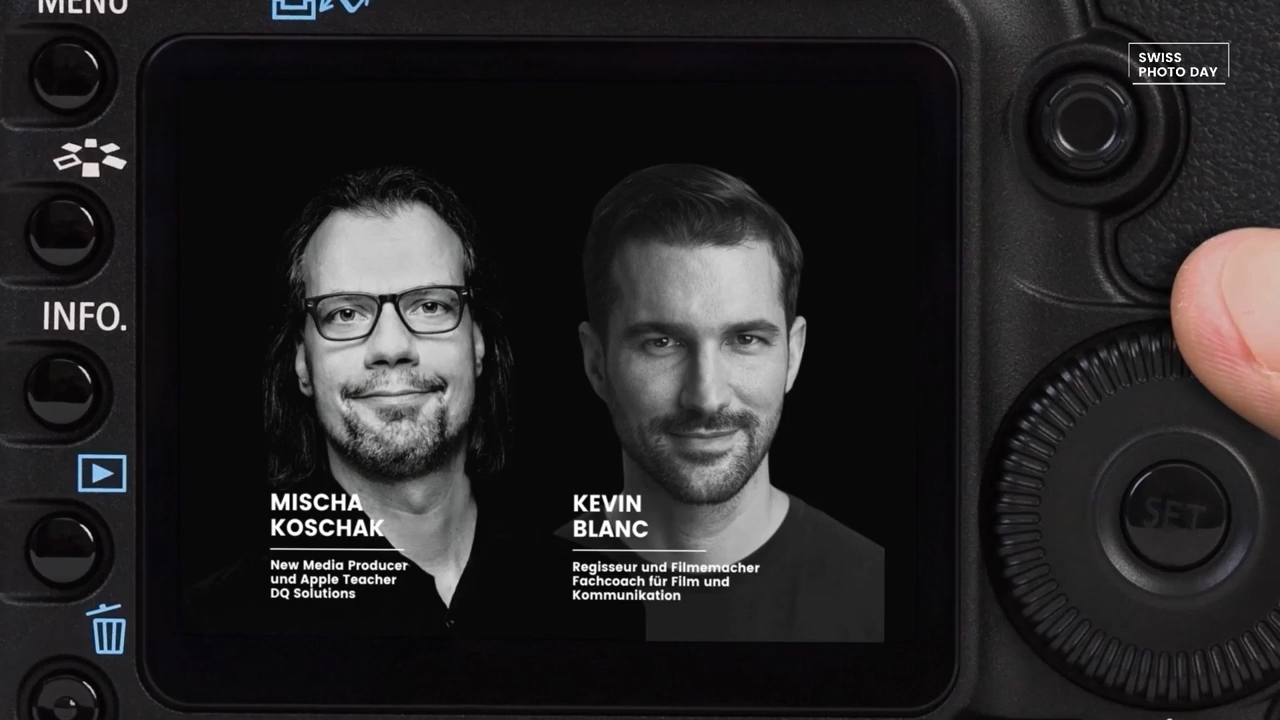 MENU
SWISS
PHOTO DAY
INFO.
MISCHA
KOSCHAK
New Media Producer
und Apple Teacher
DQ Solutions
KEVIN
BLANC
Regisseur und Filmemacher
Fachcoach für Film und
Kommunikation
SET